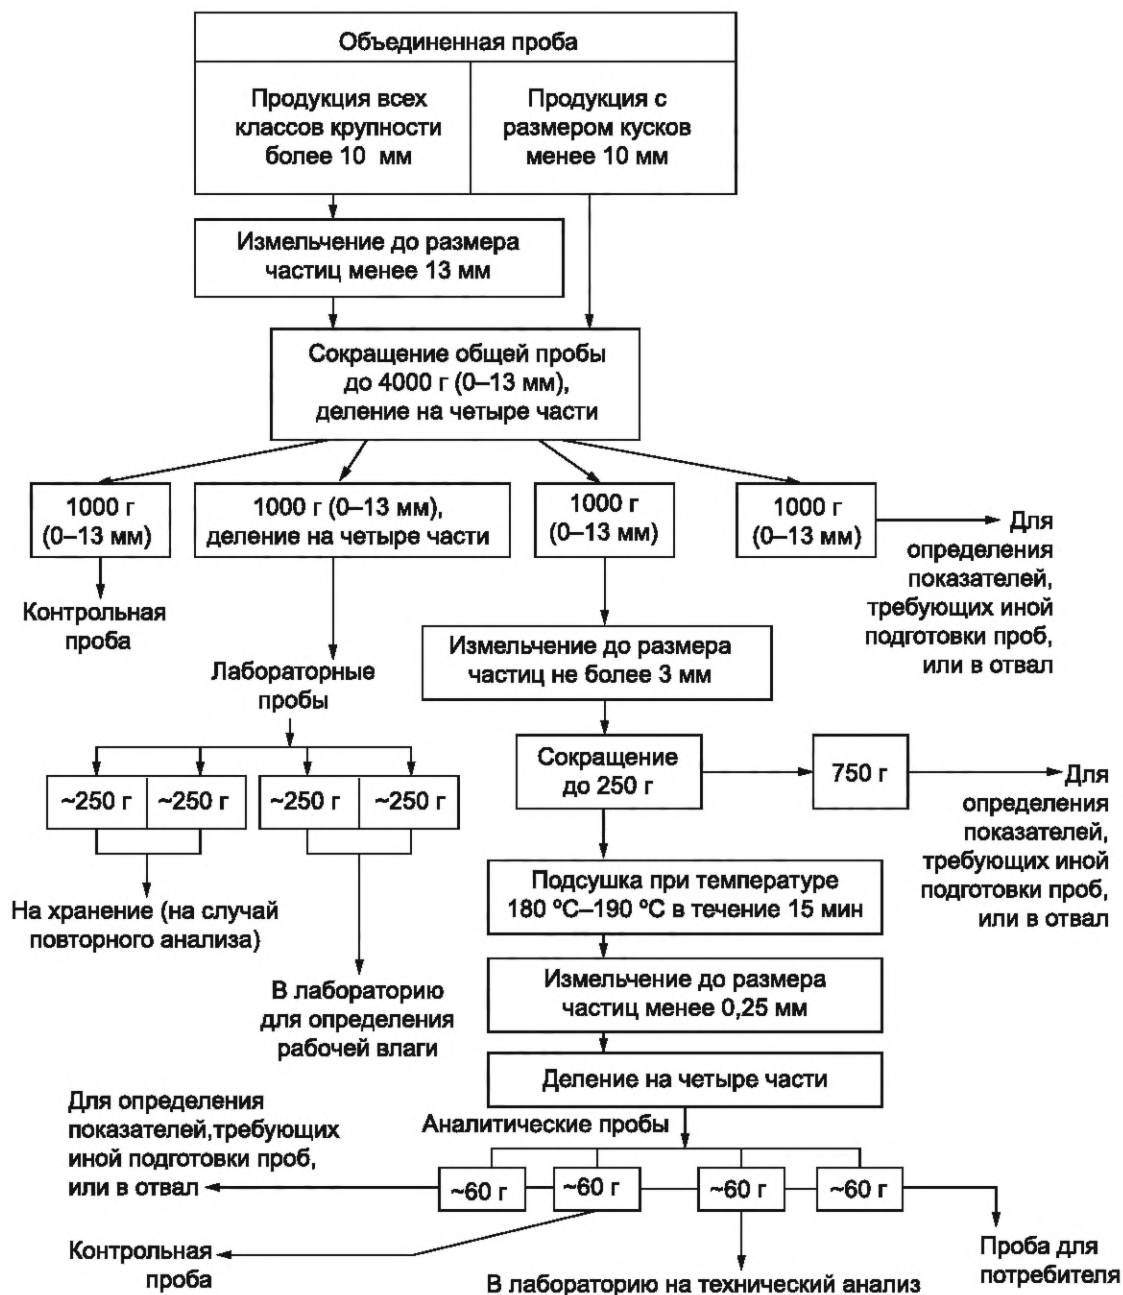 Объединенная проба
Продукция всех
классов крупности
более 10 мм
Продукция с
размером кусков
менее 10 мм
Измельчение до размера
частиц менее 13 мм
Сокращение общей пробы
до 4000 г (0–13 мм),
деление на четыре части
1000 г
(0–13 мм)
1000 г (0–13 мм),
деление на четыре части
1000 г
(0–13 мм)
1000 г
(0–13 мм)
Для
определения
показателей,
требующих иной
подготовки проб,
или в отвал
Контрольная
проба
Лабораторные
пробы
Измельчение до размера
частиц не более 3 мм
~250 г
~250 г
~250 г
~250 г
Сокращение
до 250 г
750 г
Для
определения
показателей,
требующих иной
подготовки проб,
или в отвал
На хранение (на случай
повторного анализа)
Подсушка при температуре
180 ºС–190 ºС в течение 15 мин
В лабораторию
для определения
рабочей влаги
Измельчение до размера
частиц менее 0,25 мм
Деление на четыре части
Аналитические пробы
Для определения
показателей,требующих
иной подготовки проб,
или в отвал
~60 г
~60 г
~60 г
~60 г
Контрольная
проба
В лабораторию на технический анализ
Проба для
потребителя